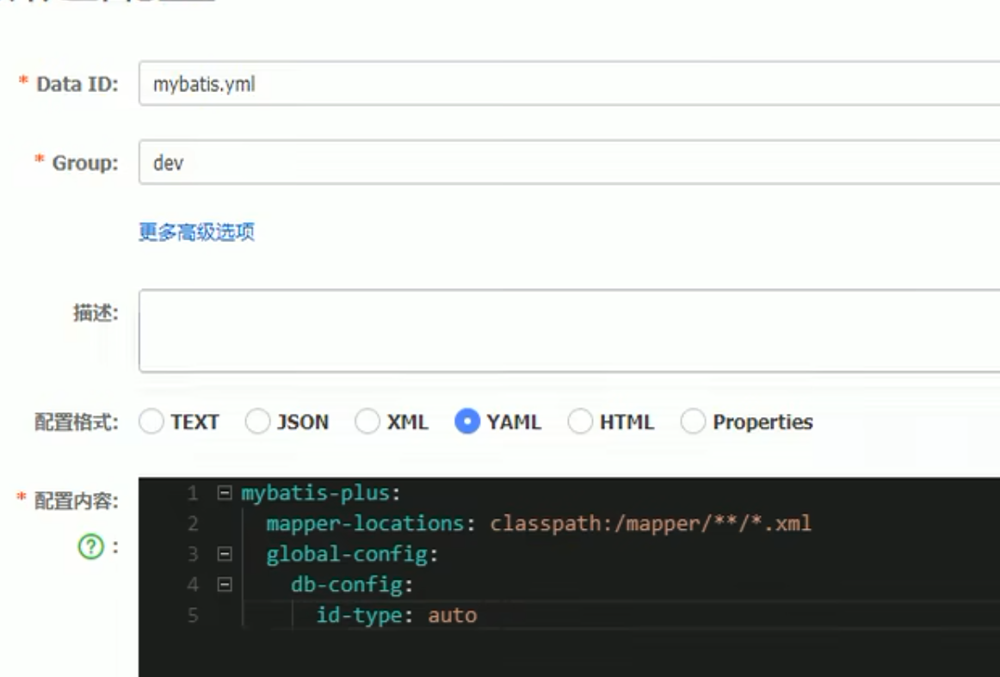 * Data ID: mybatis.yml
* Group: dev
更多高级选项
描述:
配置格式: TEXT JSON XML YAML HTML Properties
* 配置内容:
? :
1 mybatis-plus:
2 mapper-locations: classpath:/mapper/**/*.xml
3 global-config:
4 db-config:
5 id-type: auto